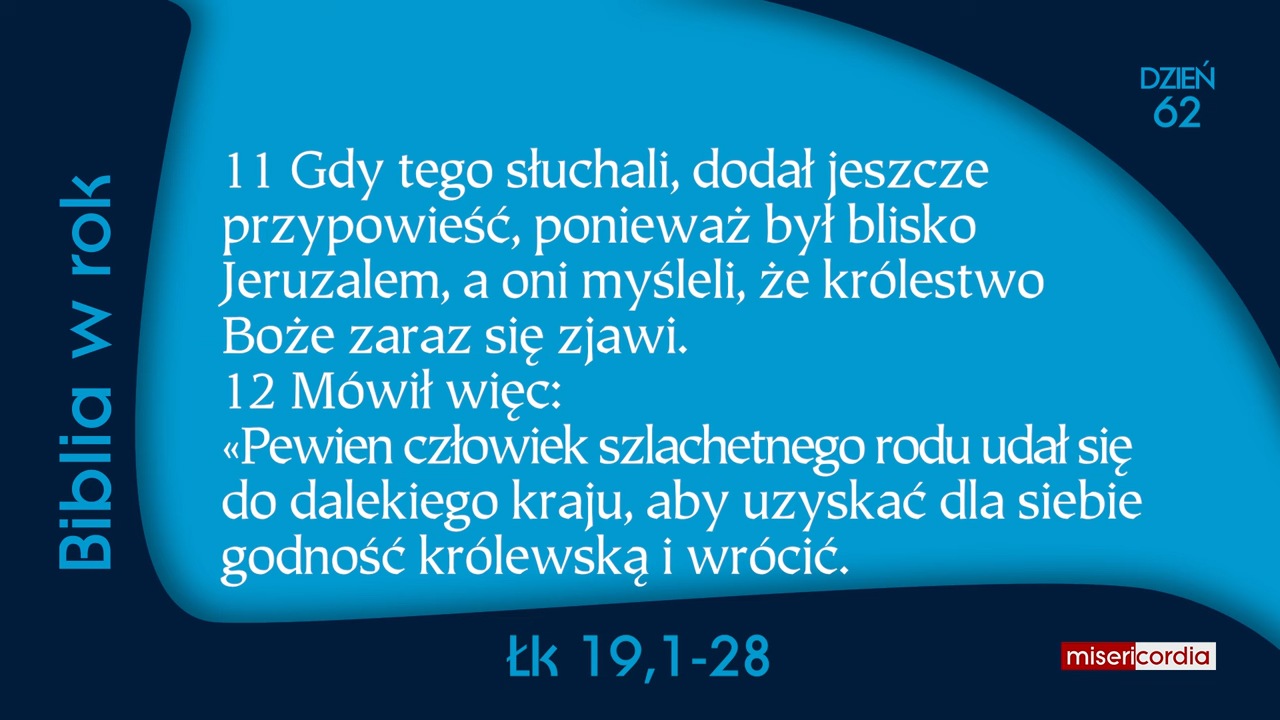 DZIEŃ
62
Biblia w rok
11 Gdy tego słuchali, dodał jeszcze
przypowieść, ponieważ był blisko
Jeruzalem, a oni myśleli, że królestwo
Boże zaraz się zjawi.
12 Mówił więc:
«Pewien człowiek szlachetnego rodu udał się
do dalekiego kraju, aby uzyskać dla siebie
godność królewską i wrócić.
Łk 19,1-28
misericordia